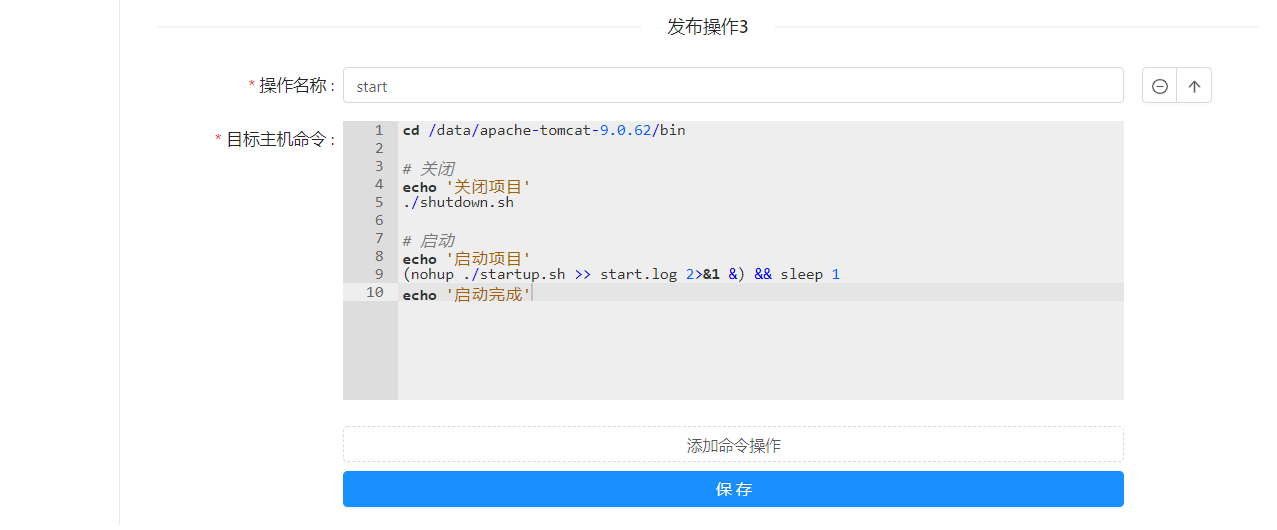 发布操作3
* 操作名称 : start
* 目标主机命令 :
1 cd /data/apache-tomcat-9.0.62/bin
2
3 # 关闭
4 echo '关闭项目'
5 ./shutdown.sh
6
7 # 启动
8 echo '启动项目'
9 (nohup ./startup.sh >> start.log 2>&1 &) && sleep 1
10 echo '启动完成'
添加命令操作
保 存